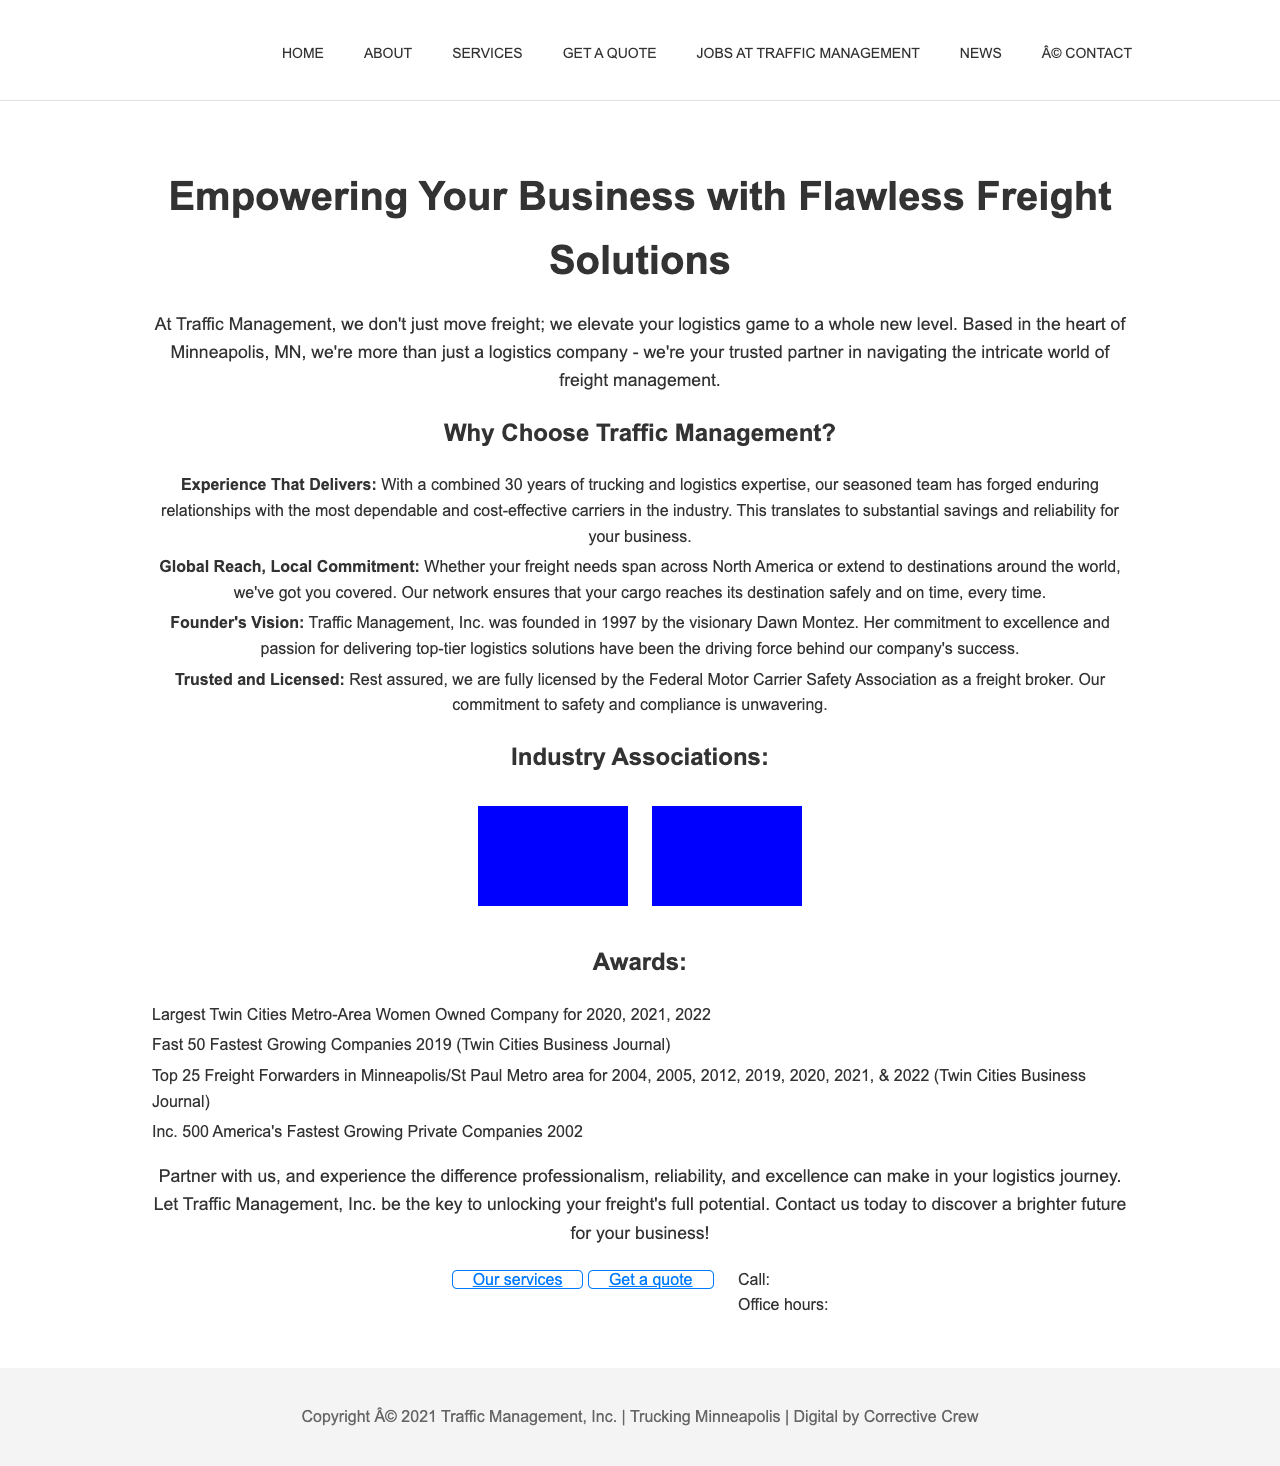 HOME ABOUT SERVICES GET A QUOTE JOBS AT TRAFFIC MANAGEMENT NEWS Â© CONTACT
Empowering Your Business with Flawless Freight
Solutions
At Traffic Management, we don't just move freight; we elevate your logistics game to a whole new level. Based in the heart of
Minneapolis, MN, we're more than just a logistics company - we're your trusted partner in navigating the intricate world of
freight management.
Why Choose Traffic Management?
Experience That Delivers: With a combined 30 years of trucking and logistics expertise, our seasoned team has forged enduring
relationships with the most dependable and cost-effective carriers in the industry. This translates to substantial savings and reliability for
your business.
Global Reach, Local Commitment: Whether your freight needs span across North America or extend to destinations around the world,
we've got you covered. Our network ensures that your cargo reaches its destination safely and on time, every time.
Founder's Vision: Traffic Management, Inc. was founded in 1997 by the visionary Dawn Montez. Her commitment to excellence and
passion for delivering top-tier logistics solutions have been the driving force behind our company's success.
Trusted and Licensed: Rest assured, we are fully licensed by the Federal Motor Carrier Safety Association as a freight broker. Our
commitment to safety and compliance is unwavering.
Industry Associations:
Awards:
Largest Twin Cities Metro-Area Women Owned Company for 2020, 2021, 2022
Fast 50 Fastest Growing Companies 2019 (Twin Cities Business Journal)
Top 25 Freight Forwarders in Minneapolis/St Paul Metro area for 2004, 2005, 2012, 2019, 2020, 2021, & 2022 (Twin Cities Business
Journal)
Inc. 500 America's Fastest Growing Private Companies 2002
Partner with us, and experience the difference professionalism, reliability, and excellence can make in your logistics journey.
Let Traffic Management, Inc. be the key to unlocking your freight's full potential. Contact us today to discover a brighter future
for your business!
Our services Get a quote Call:
Office hours:
Copyright Â© 2021 Traffic Management, Inc. | Trucking Minneapolis | Digital by Corrective Crew